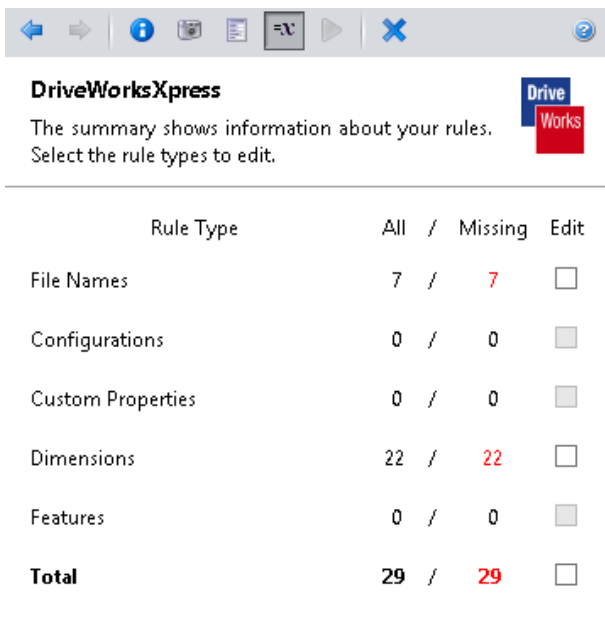 =x
DriveWorksXpress
Drive
Works
The summary shows information about your rules.
Select the rule types to edit.
Rule Type All / Missing Edit
File Names 7 / 7
Configurations 0 / 0
Custom Properties 0 / 0
Dimensions 22 / 22
Features 0 / 0
Total 29 / 29